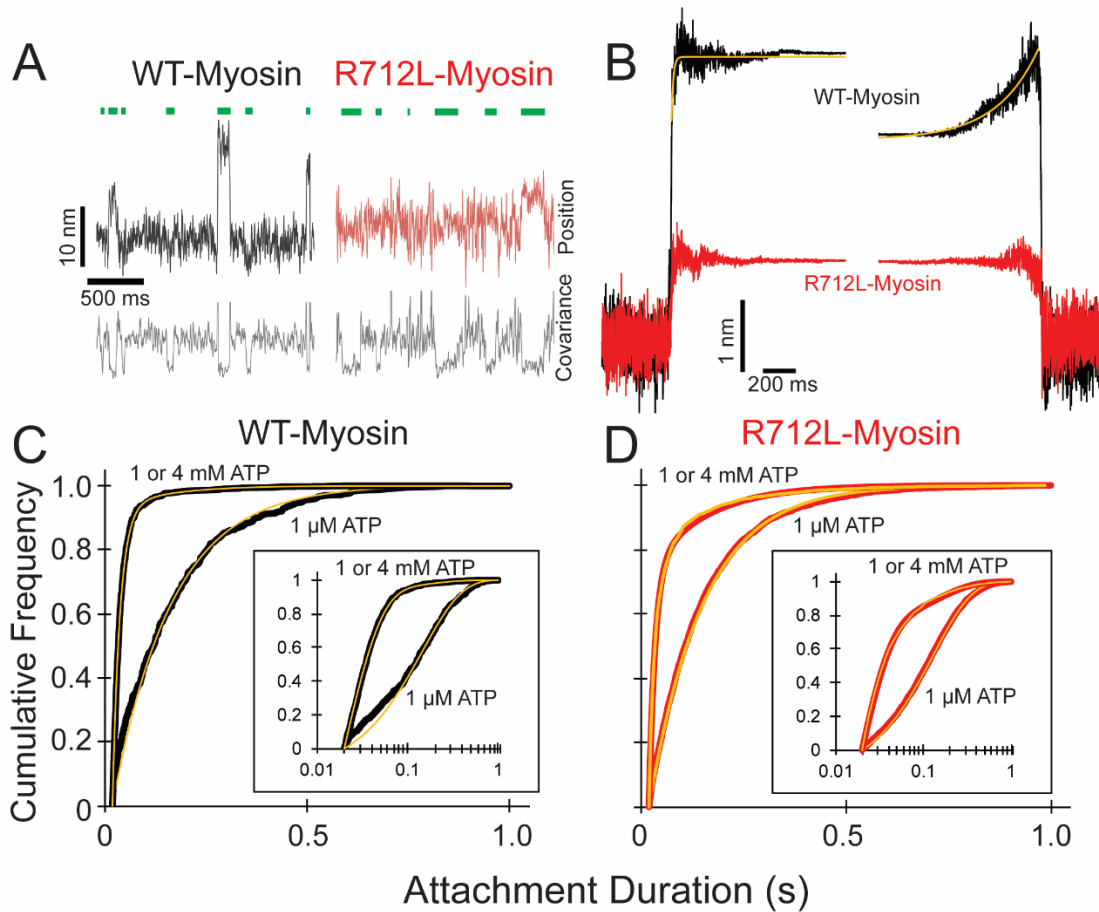 A
WT-Myosin
R712L-Myosin
10 nm
500 ms
Position
Covariance
B
WT-Myosin
R712L-Myosin
1 nm
200 ms
C
WT-Myosin
1 or 4 mM ATP
1 µM ATP
1.0
0.8
0.6
0.4
0.2
0
0
0.5
1.0
Cumulative Frequency
1 or 4 mM ATP
1 µM ATP
1
0.8
0.6
0.4
0.2
0
0.01
0.1
1
D
R712L-Myosin
1 or 4 mM ATP
1 µM ATP
0
0.5
1.0
1 or 4 mM ATP
1 µM ATP
1
0.8
0.6
0.4
0.2
0
0.01
0.1
1
Attachment Duration (s)